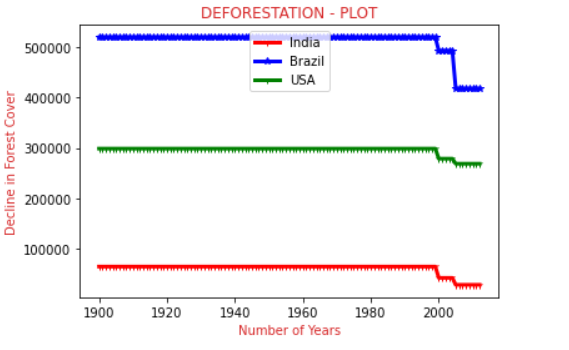 DEFORESTATION - PLOT
India
Brazil
USA
500000
400000
300000
200000
100000
Decline in Forest Cover
1900 1920 1940 1960 1980 2000
Number of Years